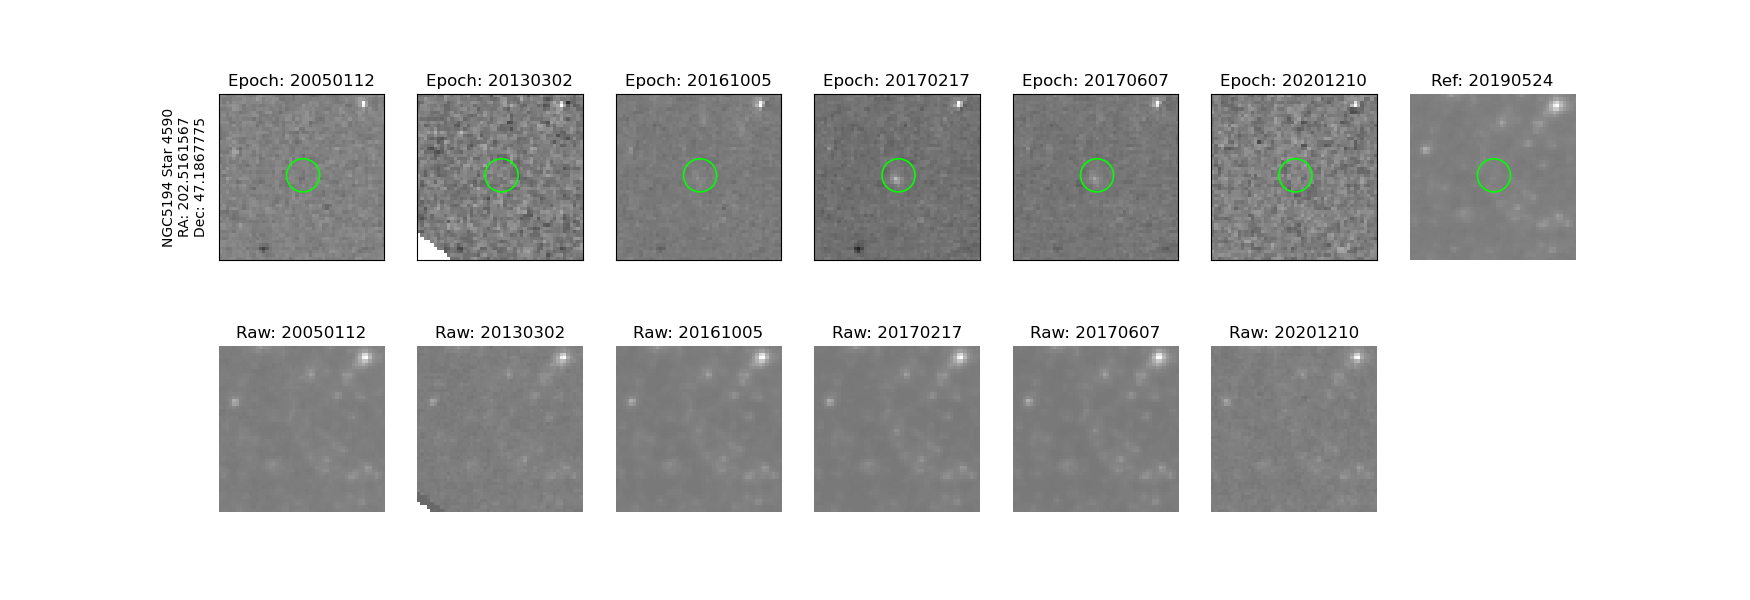 Epoch: 20050112
Epoch: 20130302
Epoch: 20161005
Epoch: 20170217
Epoch: 20170607
Epoch: 20201210
Ref: 20190524
NGC5194 Star 4590
RA: 202.5161567
Dec: 47.1867775
Raw: 20050112
Raw: 20130302
Raw: 20161005
Raw: 20170217
Raw: 20170607
Raw: 20201210